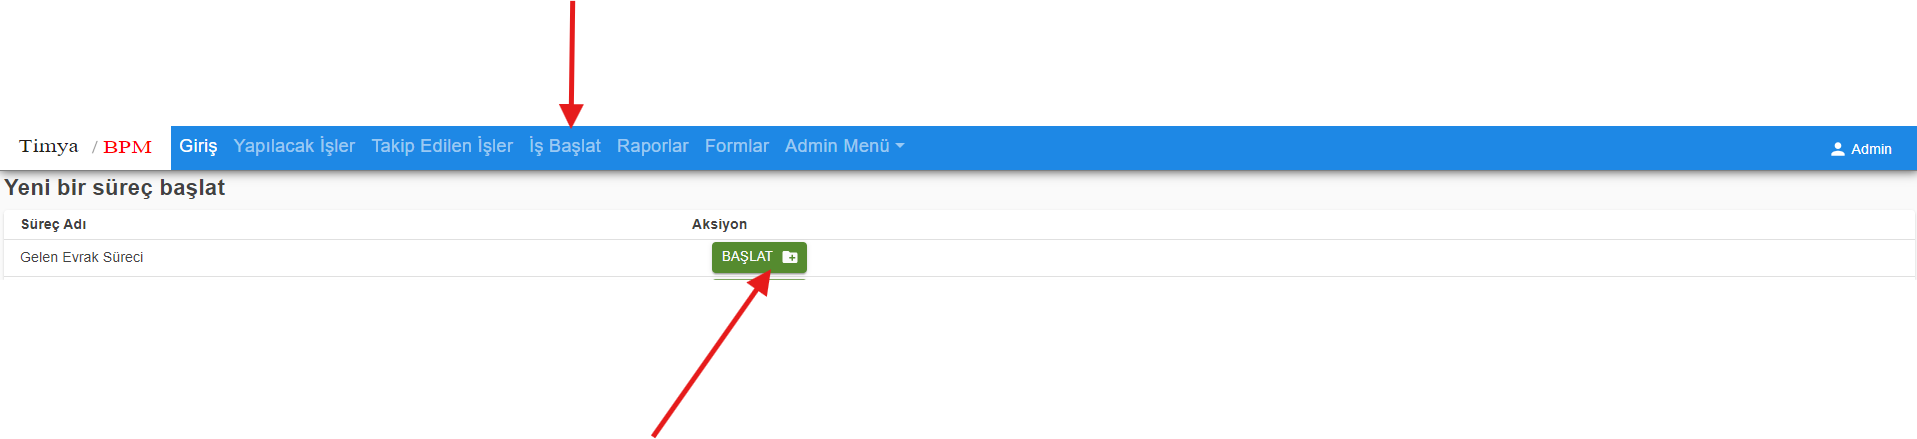 Timya / BPM Giriş Yapılacak İşler Takip Edilen İşler İş Başlat Raporlar Formlar Admin Menü Admin
Yeni bir süreç başlat
Süreç Adı Aksiyon
Gelen Evrak Süreci BAŞLAT